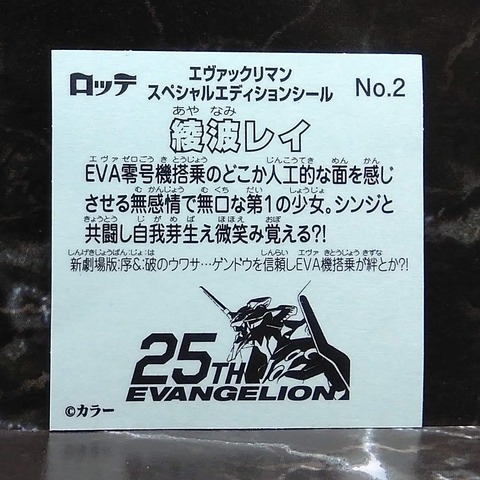 ロッテ
エヴァックリマン
スペシャルエディションシール
No.2
あや なみ
綾波レイ
エヴァゼロごう き とうじょう じんこうてき めん かん
EVA零号機搭乗のどこか人工的な面を感じ
む かんじょう む くち だい しょうじょ
させる無感情で無口な第1の少女。シンジと
きょうとう じが めば ほほえ おぼ
共闘し自我芽生え微笑み覚える?!
しんげきじょうばん:じょ:は しんらい エヴァ きとうじょう きずな
新劇場版:序&:破のウワサ…ゲンドウを信頼しEVA機搭乗が絆とか?!
25TH
EVANGELION
©カラー